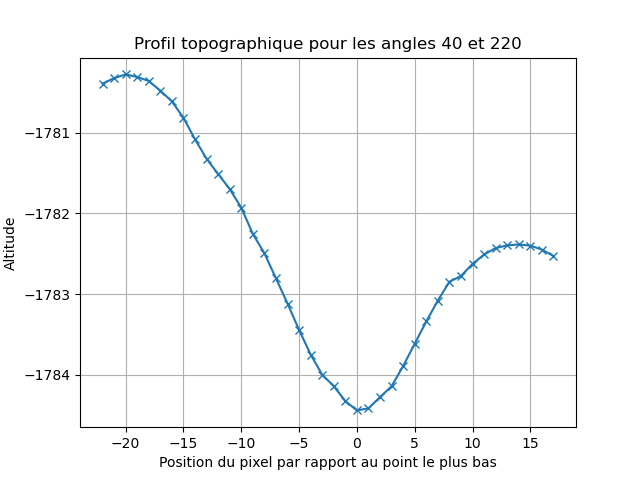 Profil topographique pour les angles 40 et 220
−1781
−1782
−1783
−1784
Altitude
−20 −15 −10 −5 0 5 10 15
Position du pixel par rapport au point le plus bas